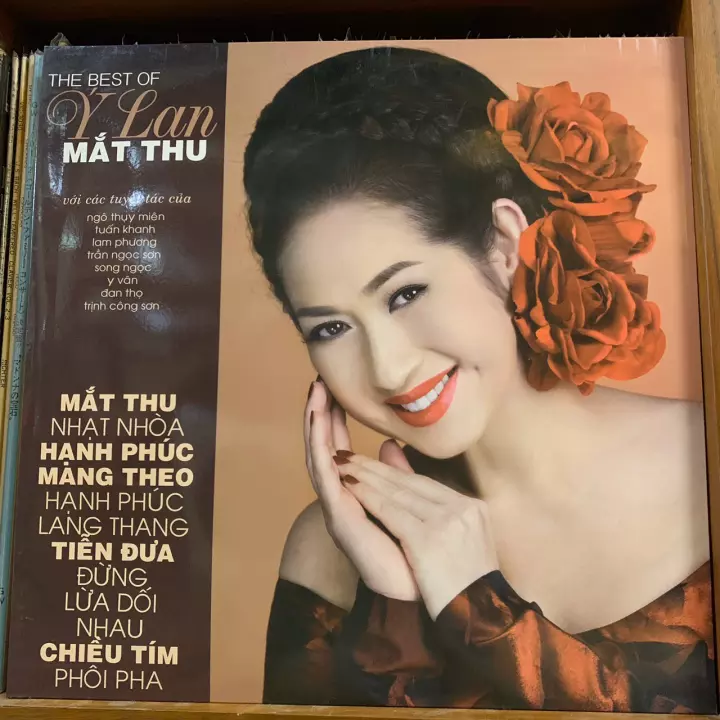 THE BEST OF
Ý Lan
MẮT THU
với các tuyệt tác của
ngô thụy miên
tuấn khanh
lam phương
trần ngọc sơn
song ngọc
y vân
đan thọ
trịnh công sơn
MẮT THU
NHẠT NHÒA
HẠNH PHÚC
MANG THEO
HẠNH PHÚC
LANG THANG
TIỄN ĐƯA
ĐỪNG
LỪA DỐI
NHAU
CHIỀU TÍM
PHÔI PHA